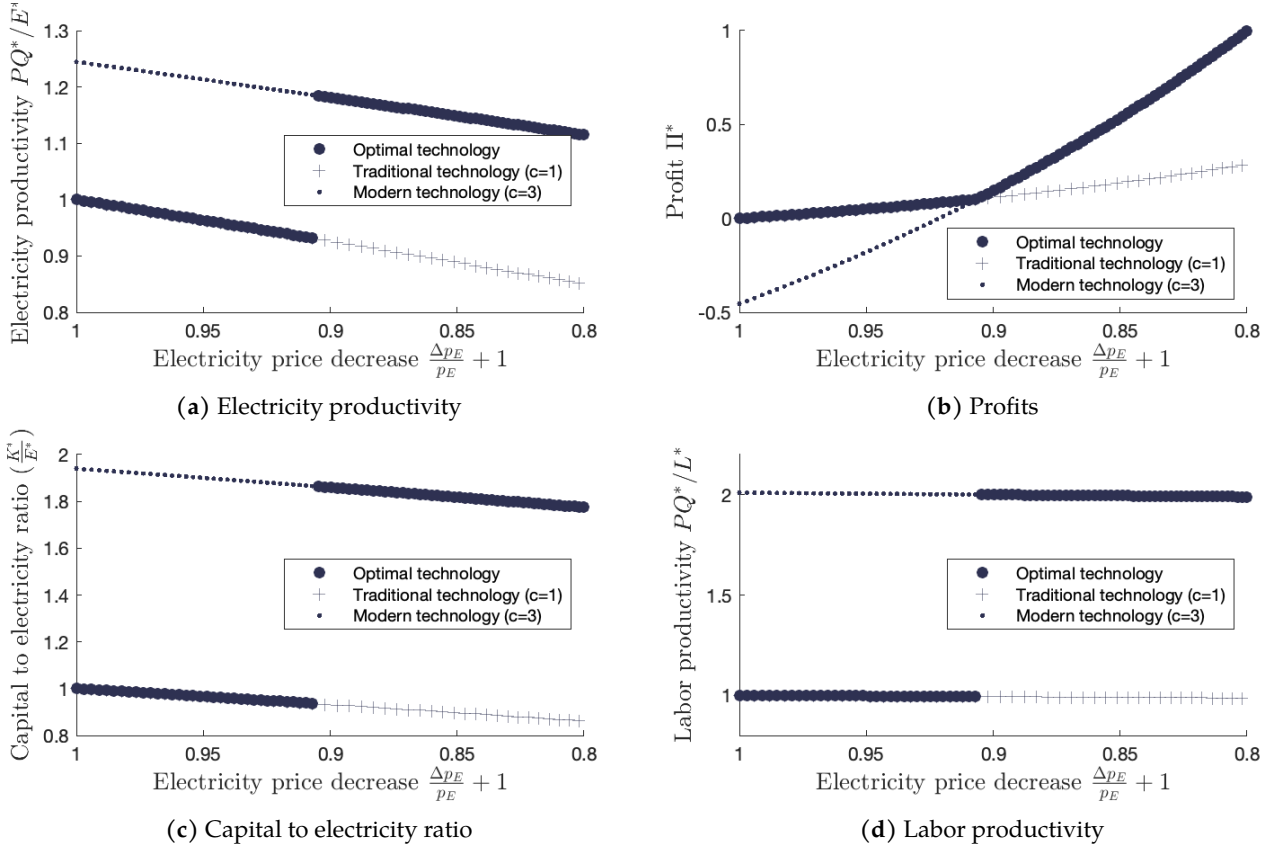 Electricity productivity PQ*/E*
1.3
1.2
1.1
1
0.9
0.8
Optimal technology
Traditional technology (c=1)
Modern technology (c=3)
1
0.95
0.9
0.85
0.8
Electricity price decrease Δp_E/p_E + 1
(a) Electricity productivity
Profit Π*
1
0.5
0
-0.5
Optimal technology
Traditional technology (c=1)
Modern technology (c=3)
1
0.95
0.9
0.85
0.8
Electricity price decrease Δp_E/p_E + 1
(b) Profits
Capital to electricity ratio (K*/E*)
2
1.8
1.6
1.4
1.2
1
0.8
Optimal technology
Traditional technology (c=1)
Modern technology (c=3)
1
0.95
0.9
0.85
0.8
Electricity price decrease Δp_E/p_E + 1
(c) Capital to electricity ratio
Labor productivity PQ*/L*
2
1.5
1
Optimal technology
Traditional technology (c=1)
Modern technology (c=3)
1
0.95
0.9
0.85
0.8
Electricity price decrease Δp_E/p_E + 1
(d) Labor productivity